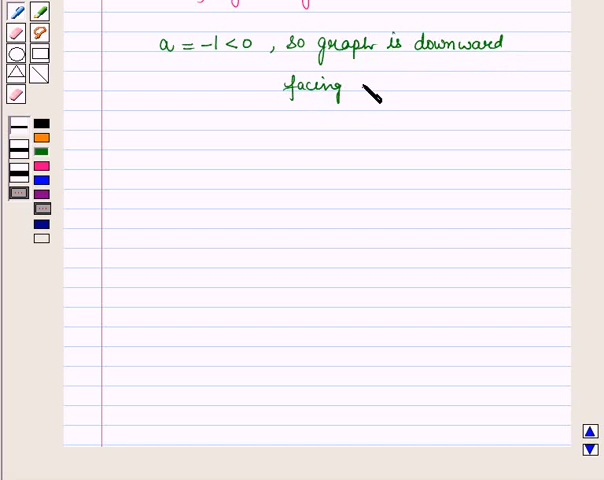 a = -1 < 0 , so graph is downward
facing